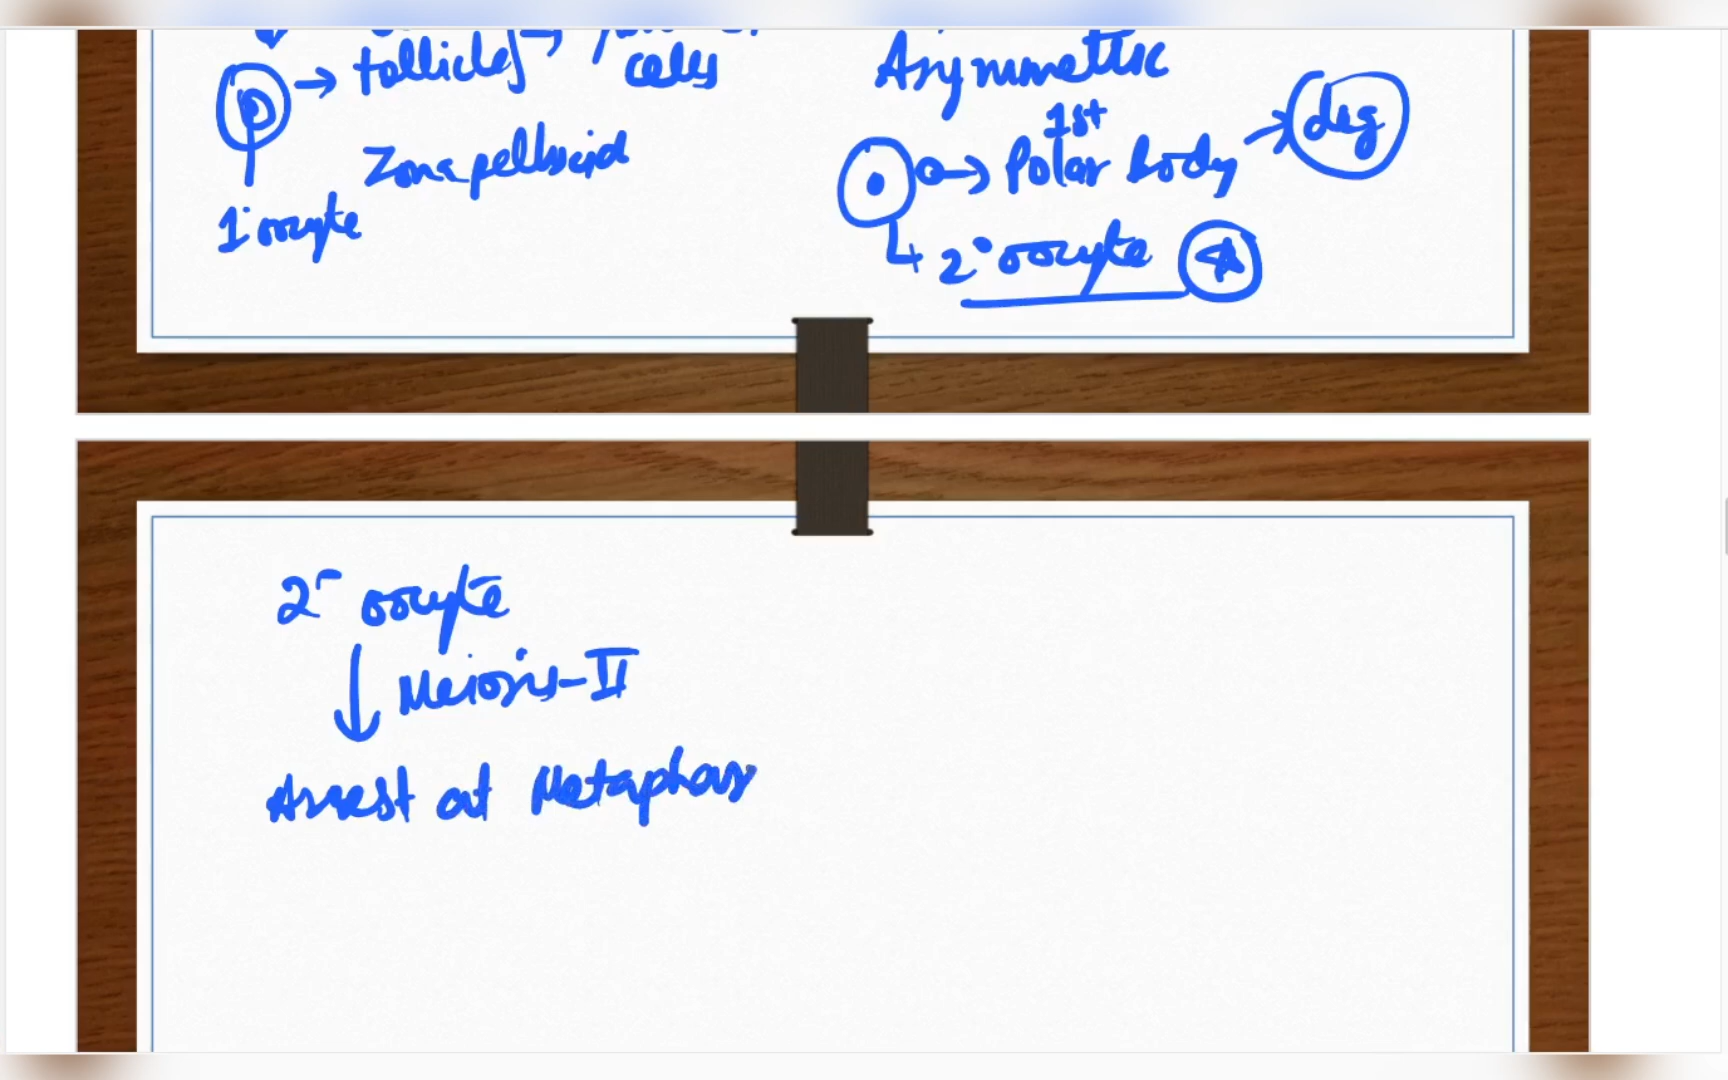 follicle] →
cells
Zona pellucid
1° oocyte
Asymmetric
1st
→ Polar body → deg
2° oocyte
2° oocyte
↓ Meiosis-II
Arrest at Metaphase